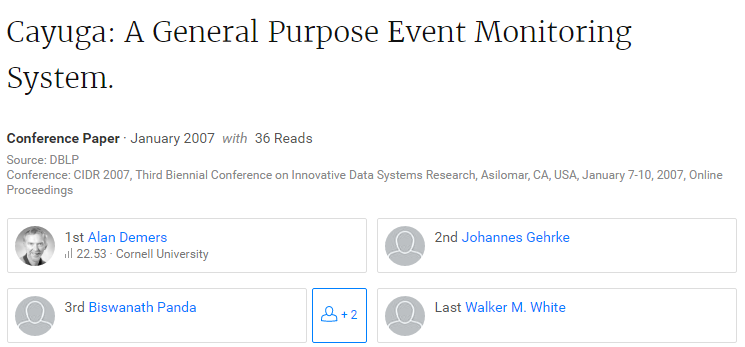 Cayuga: A General Purpose Event Monitoring
System.
Conference Paper · January 2007 with 36 Reads
Source: DBLP
Conference: CIDR 2007, Third Biennial Conference on Innovative Data Systems Research, Asilomar, CA, USA, January 7-10, 2007, Online
Proceedings
1st Alan Demers
22.53 · Cornell University
2nd Johannes Gehrke
3rd Biswanath Panda
+ 2
Last Walker M. White